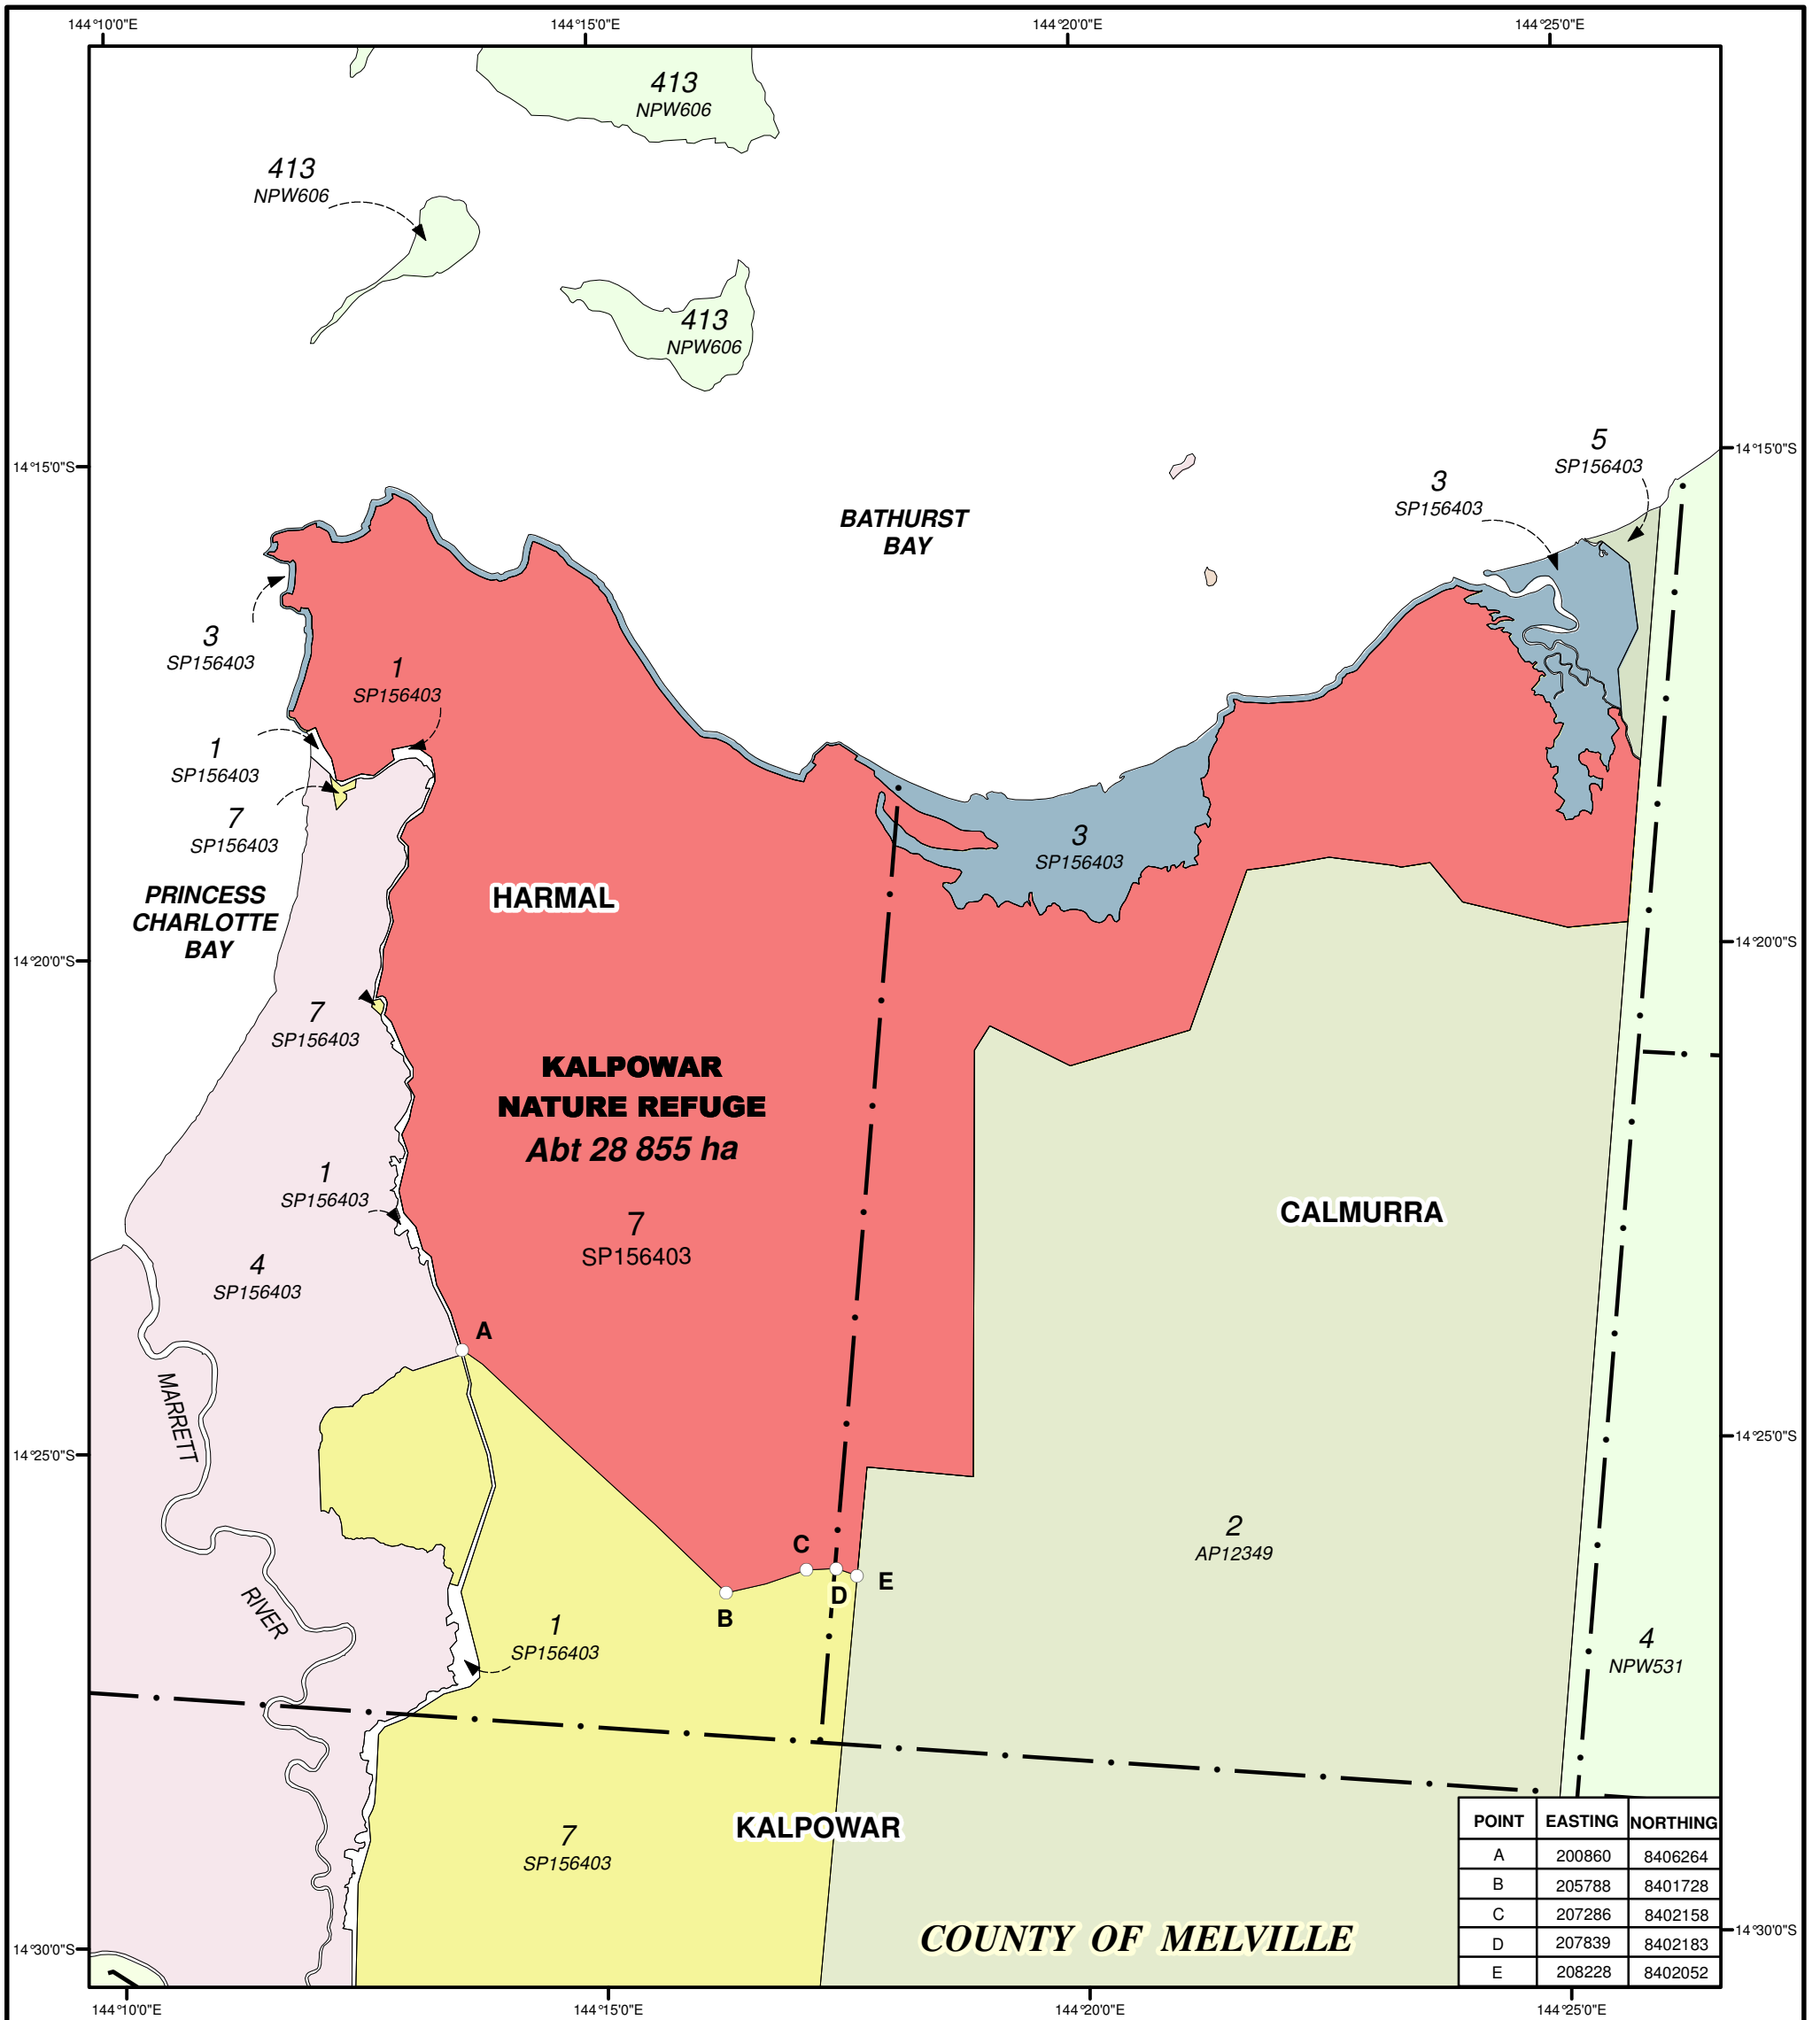 144°10'0"E 144°15'0"E 144°20'0"E 144°25'0"E
413
NPW606
413
NPW606
413
NPW606
14°15'0"S
14°15'0"S
5
SP156403
3
SP156403
BATHURST
BAY
3
SP156403
1
SP156403
1
SP156403
7
SP156403
3
SP156403
PRINCESS
CHARLOTTE
BAY
HARMAL
14°20'0"S
14°20'0"S
7
SP156403
KALPOWAR
NATURE REFUGE
Abt 28 855 ha
1
SP156403
7
SP156403
CALMURRA
4
SP156403
A
MARRETT
14°25'0"S
14°25'0"S
2
AP12349
C
D
E
B
RIVER
1
SP156403
4
NPW531
KALPOWAR
7
SP156403
COUNTY OF MELVILLE
POINT EASTING NORTHING
A 200860 8406264
B 205788 8401728
C 207286 8402158
D 207839 8402183
E 208228 8402052
14°30'0"S
14°30'0"S
144°10'0"E 144°15'0"E 144°20'0"E 144°25'0"E